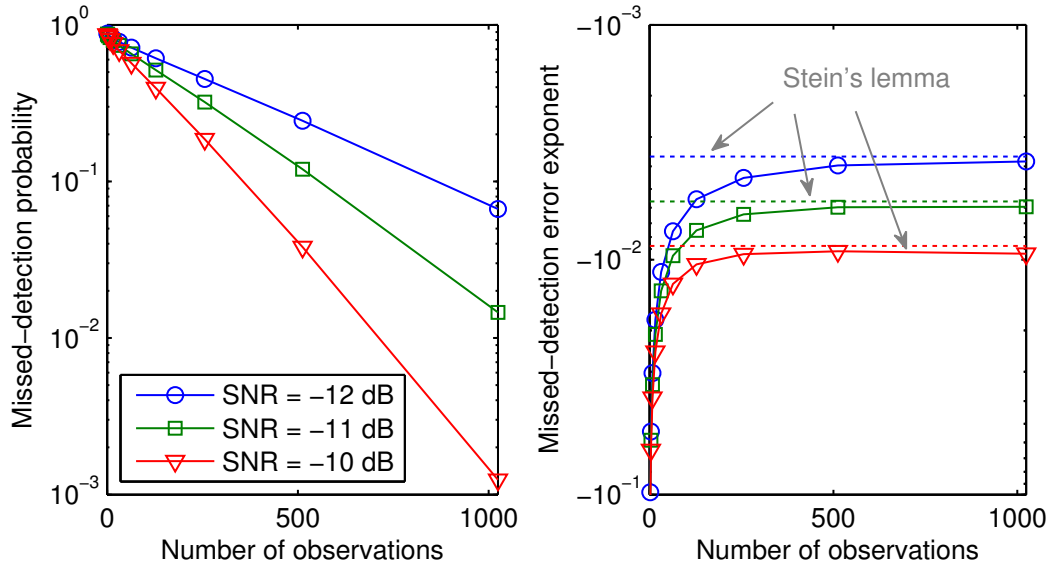 Missed−detection probability
10^0
10^−1
10^−2
10^−3
SNR = −12 dB
SNR = −11 dB
SNR = −10 dB
0
500
1000
Number of observations
Missed−detection error exponent
−10^−3
−10^−2
−10^−1
Stein's lemma
0
500
1000
Number of observations